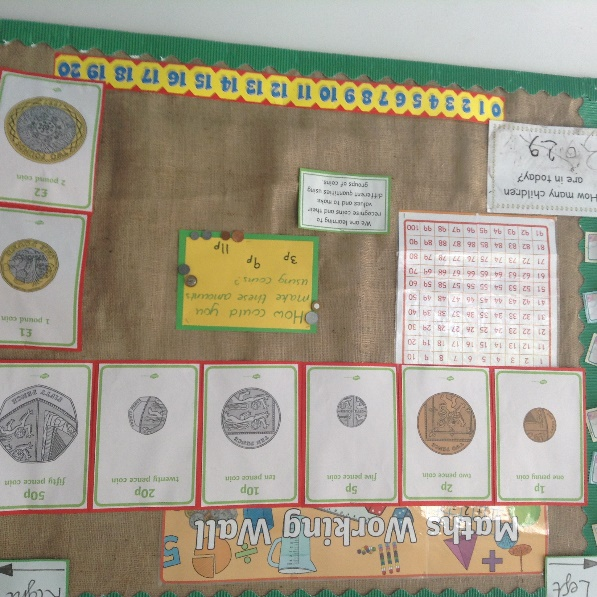 Left
Maths Working Wall
Right
1p
one penny coin
2p
two pence coin
TWO PENCE
5p
five pence coin
10p
ten pence coin
TEN PENCE
20p
twenty pence coin
50p
fifty pence coin
FIFTY PENCE
1 2 3 4 5 6 7 8 9 10
11 12 13 14 15 16 17 18 19 20
21 22 23 24 25 26 27 28 29 30
31 32 33 34 35 36 37 38 39 40
41 42 43 44 45 46 47 48 49 50
51 52 53 54 55 56 57 58 59 60
61 62 63 64 65 66 67 68 69 70
71 72 73 74 75 76 77 78 79 80
81 82 83 84 85 86 87 88 89 90
91 92 93 94 95 96 97 98 99 100
How could you
make these amounts
using coins?
3p 9p 11p
£1
1 pound coin
How many children
are in today?
29
We are learning to
recognise coins and their
values and to make
different quantities using
groups of coins
£2
2 pound coin
TWO POUNDS
0 1 2 3 4 5 6 7 8 9 10 11 12 13 14 15 16 17 18 19 20